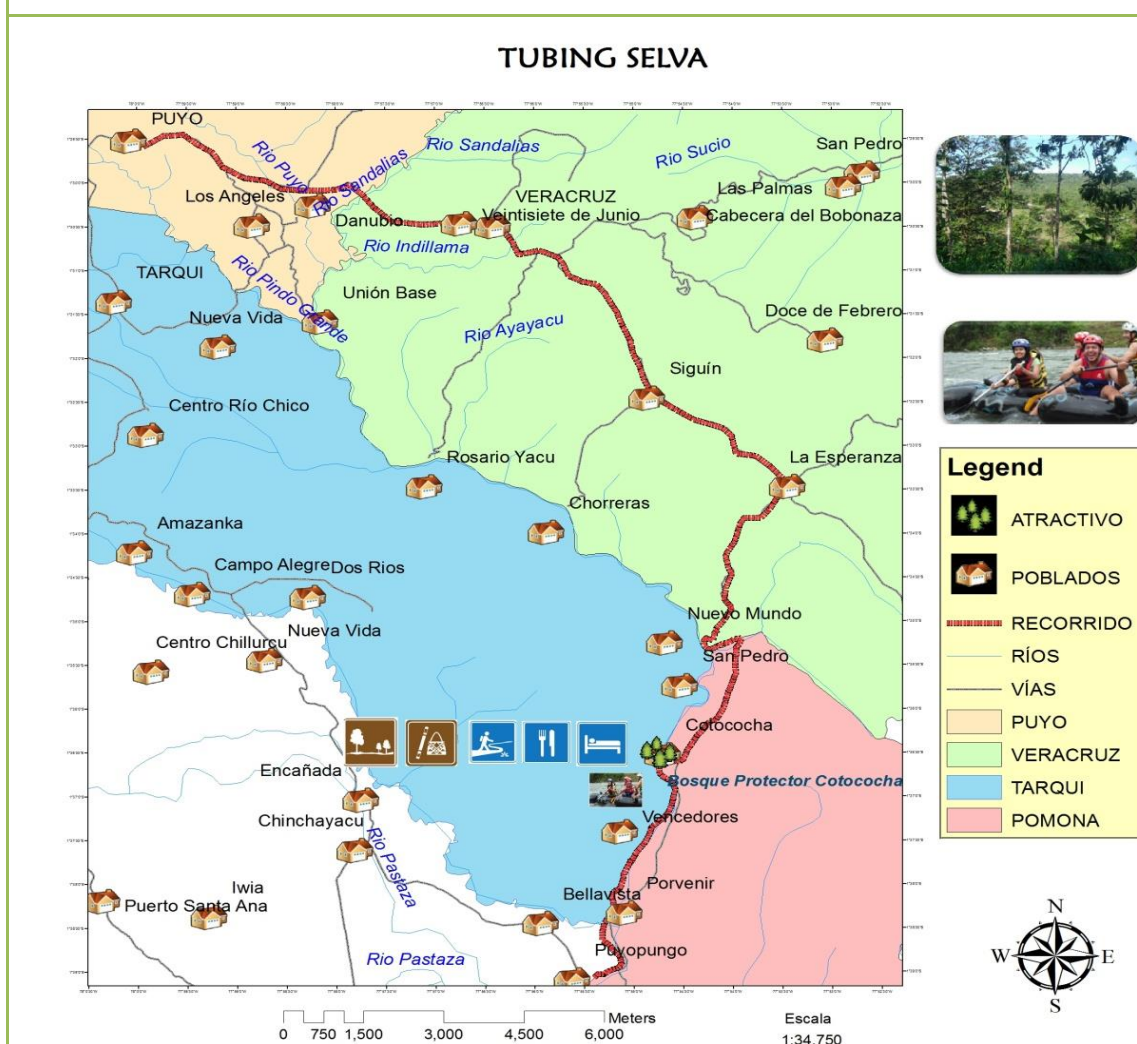 TUBING SELVA
PUYO
Rio Puyo
Rio Sandalias
Rio Sandalias
Rio Sucio
San Pedro
Los Angeles
Las Palmas
VERACRUZ
Veintisiete de Junio
Cabecera del Bobonaza
Danubio
Rio Indillama
TARQUI
Rio Pindo Grande
Unión Base
Nueva Vida
Rio Ayayacu
Doce de Febrero
Siguín
Centro Río Chico
Rosario Yacu
La Esperanza
Chorreras
Amazanka
Campo Alegre
Dos Rios
Nueva Vida
Centro Chillurcu
Nuevo Mundo
San Pedro
Cotococha
Encañada
Bosque Protector Cotococha
Chinchayacu
Vencedores
Rio Pastaza
Iwia
Puerto Santa Ana
Bellavista
Porvenir
Puyopungo
Rio Pastaza
Legend
ATRACTIVO
POBLADOS
RECORRIDO
RÍOS
VÍAS
PUYO
VERACRUZ
TARQUI
POMONA
N
W
E
S
Meters
0 750 1,500 3,000 4,500 6,000
Escala
1:34.750